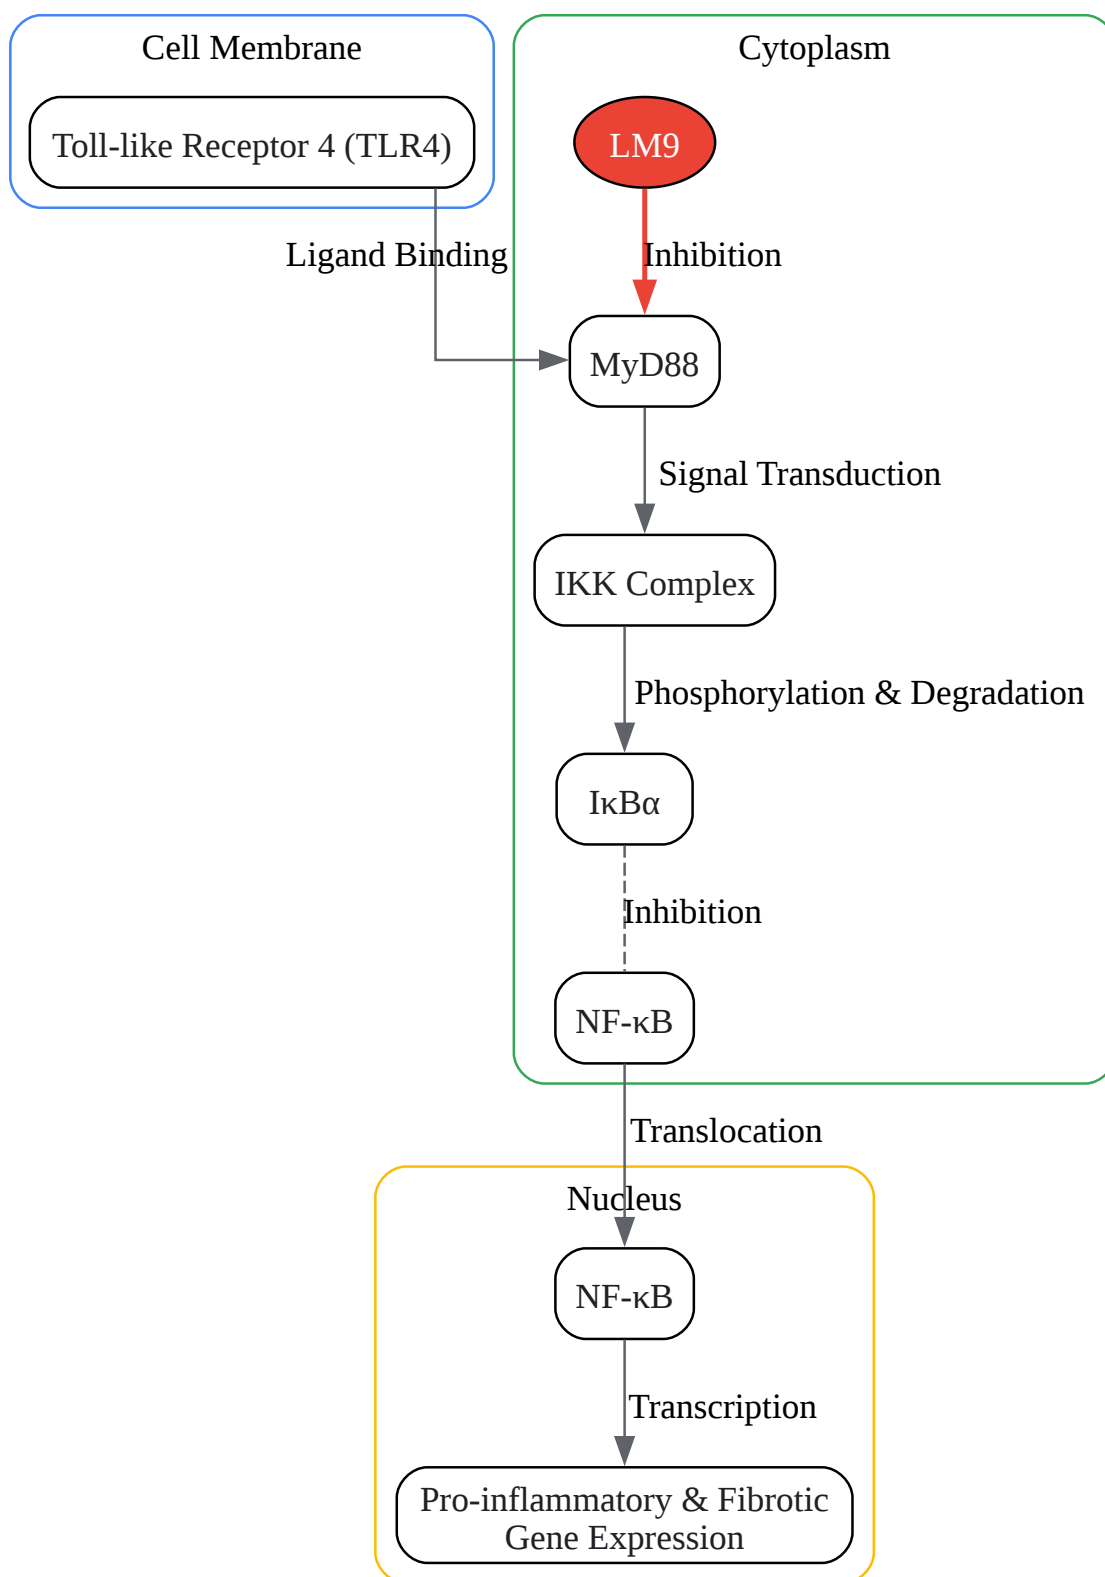 Cell Membrane
Cytoplasm
Toll-like Receptor 4 (TLR4)
LM9
Ligand Binding
Inhibition
MyD88
Signal Transduction
IKK Complex
Phosphorylation & Degradation
IκBα
Inhibition
NF-κB
Translocation
Nucleus
NF-κB
Transcription
Pro-inflammatory & Fibrotic
Gene Expression